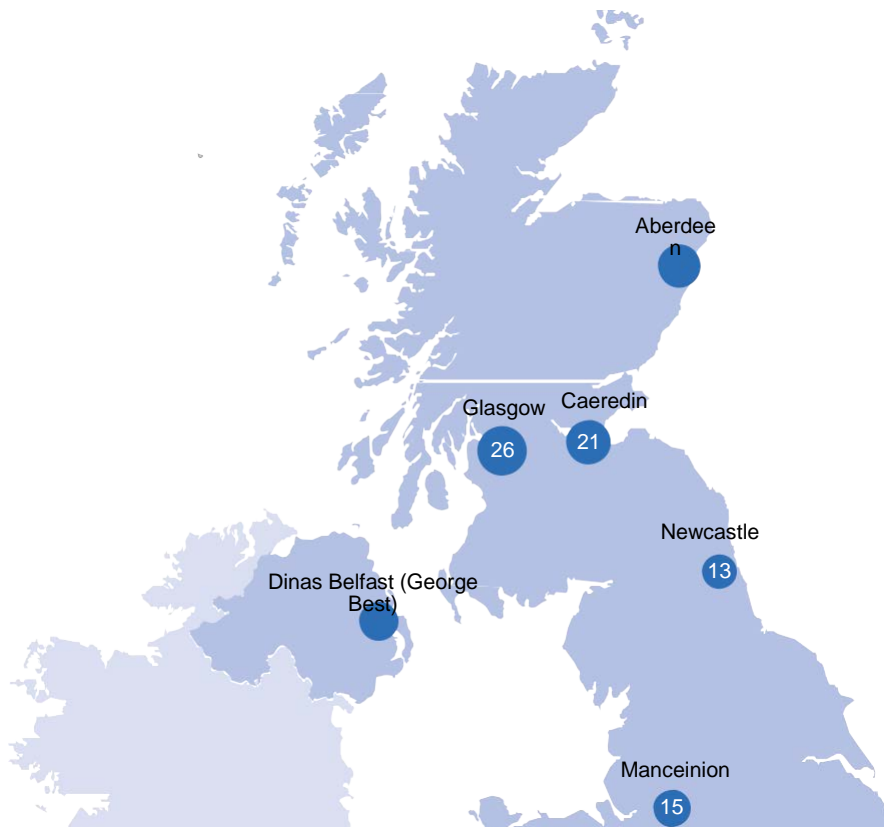 Aberdee
n
Glasgow
Caeredin
26
21
Newcastle
13
Dinas Belfast (George
Best)
Manceinion
15